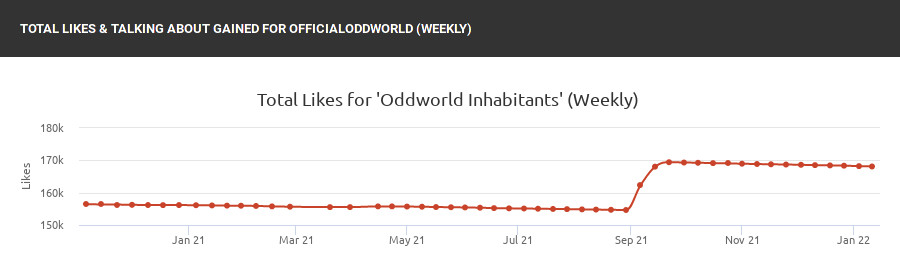 TOTAL LIKES & TALKING ABOUT GAINED FOR OFFICIALODDWORLD (WEEKLY)
Total Likes for 'Oddworld Inhabitants' (Weekly)
180k
170k
160k
150k
Likes
Jan 21 Mar 21 May 21 Jul 21 Sep 21 Nov 21 Jan 22